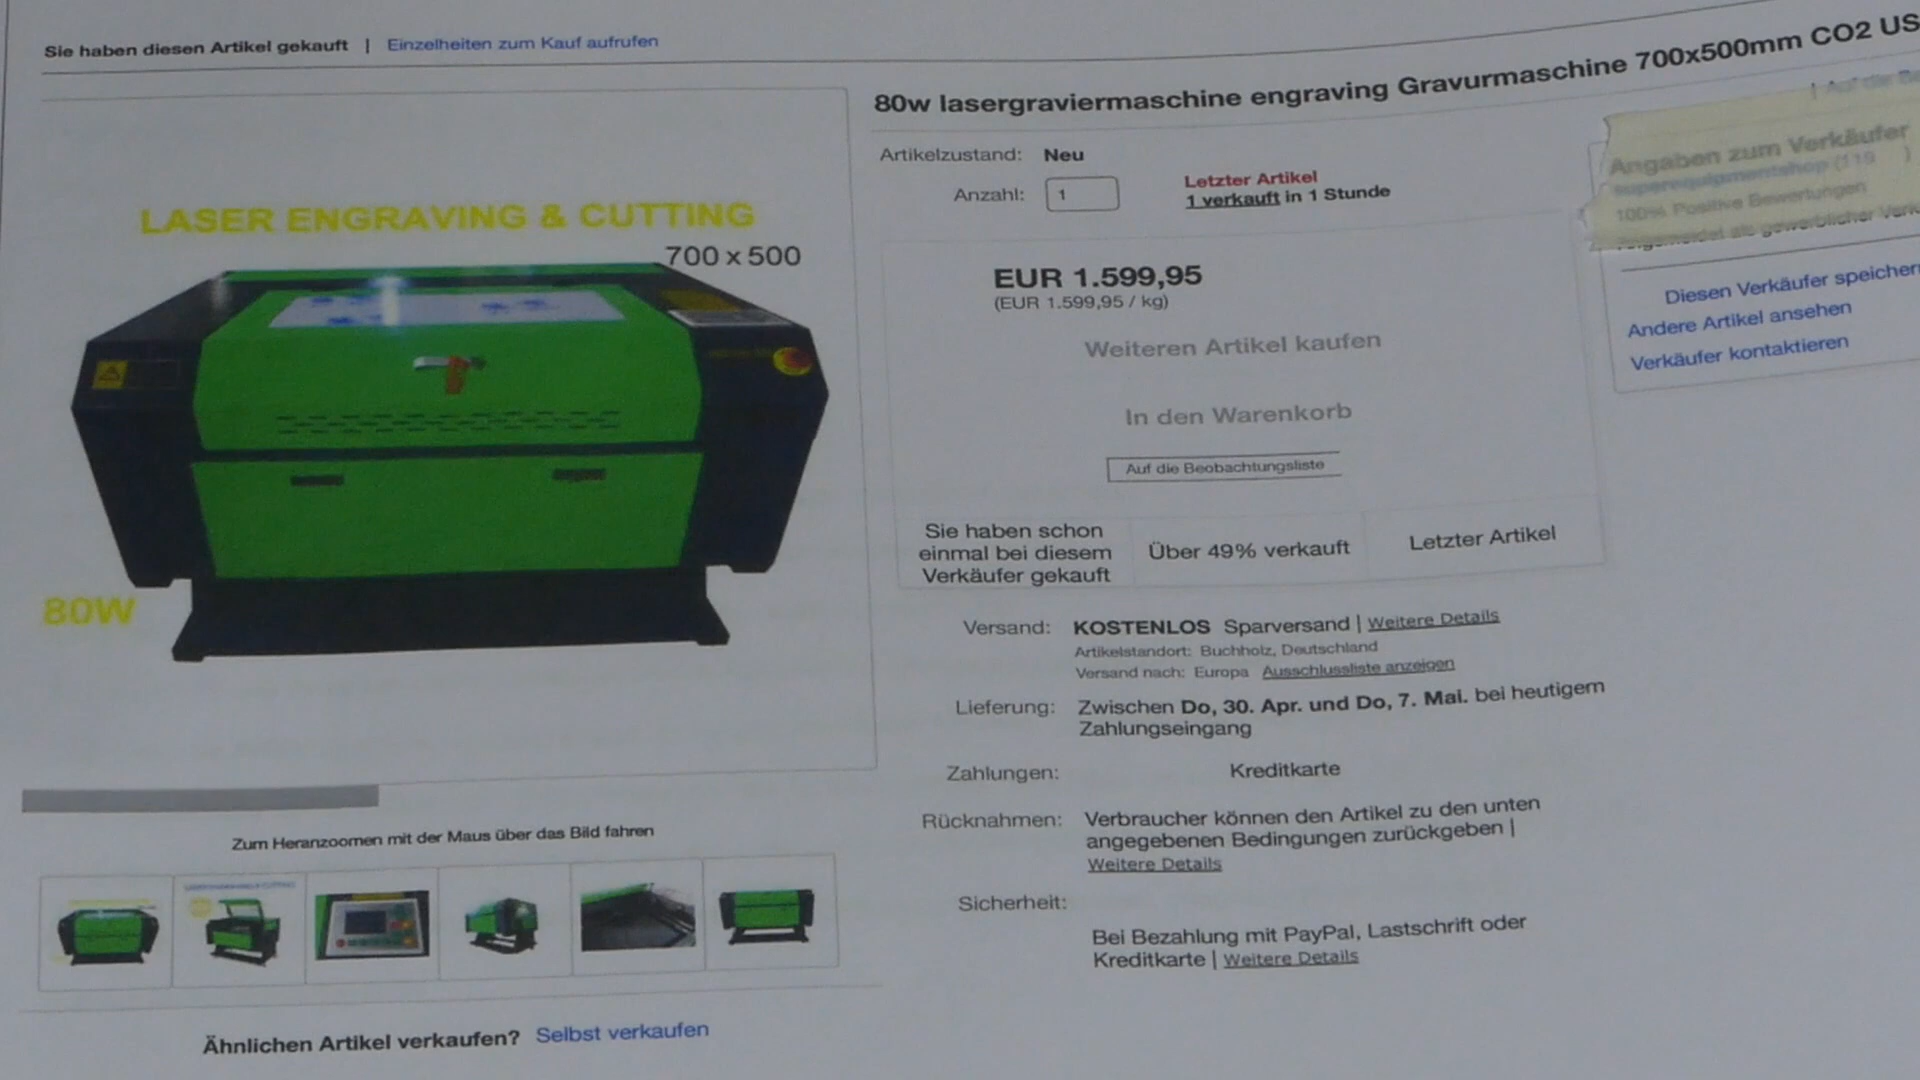 Sie haben diesen Artikel gekauft | Einzelheiten zum Kauf aufrufen
LASER ENGRAVING & CUTTING
700 x 500
80W
Zum Heranzoomen mit der Maus über das Bild fahren
Ähnlichen Artikel verkaufen? Selbst verkaufen
80w lasergraviermaschine engraving Gravurmaschine 700x500mm CO2 US
Artikelzustand: Neu
Anzahl: 1
Letzter Artikel
1 verkauft in 1 Stunde
EUR 1.599,95
(EUR 1.599,95 / kg)
Weiteren Artikel kaufen
In den Warenkorb
Auf die Beobachtungsliste
Sie haben schon
einmal bei diesem
Verkäufer gekauft
Über 49% verkauft
Letzter Artikel
Versand: KOSTENLOS Sparversand | Weitere Details
Artikelstandort: Buchholz, Deutschland
Versand nach: Europa Ausschlussliste anzeigen
Lieferung: Zwischen Do, 30. Apr. und Do, 7. Mai. bei heutigem
Zahlungseingang
Zahlungen: Kreditkarte
Rücknahmen: Verbraucher können den Artikel zu den unten
angegebenen Bedingungen zurückgeben |
Weitere Details
Sicherheit:
Bei Bezahlung mit PayPal, Lastschrift oder
Kreditkarte | Weitere Details
Angaben zum Verkäufer
100% Positive Bewertungen
Angemeldet als gewerblicher
Diesen Verkäufer speichern
Andere Artikel ansehen
Verkäufer kontaktieren